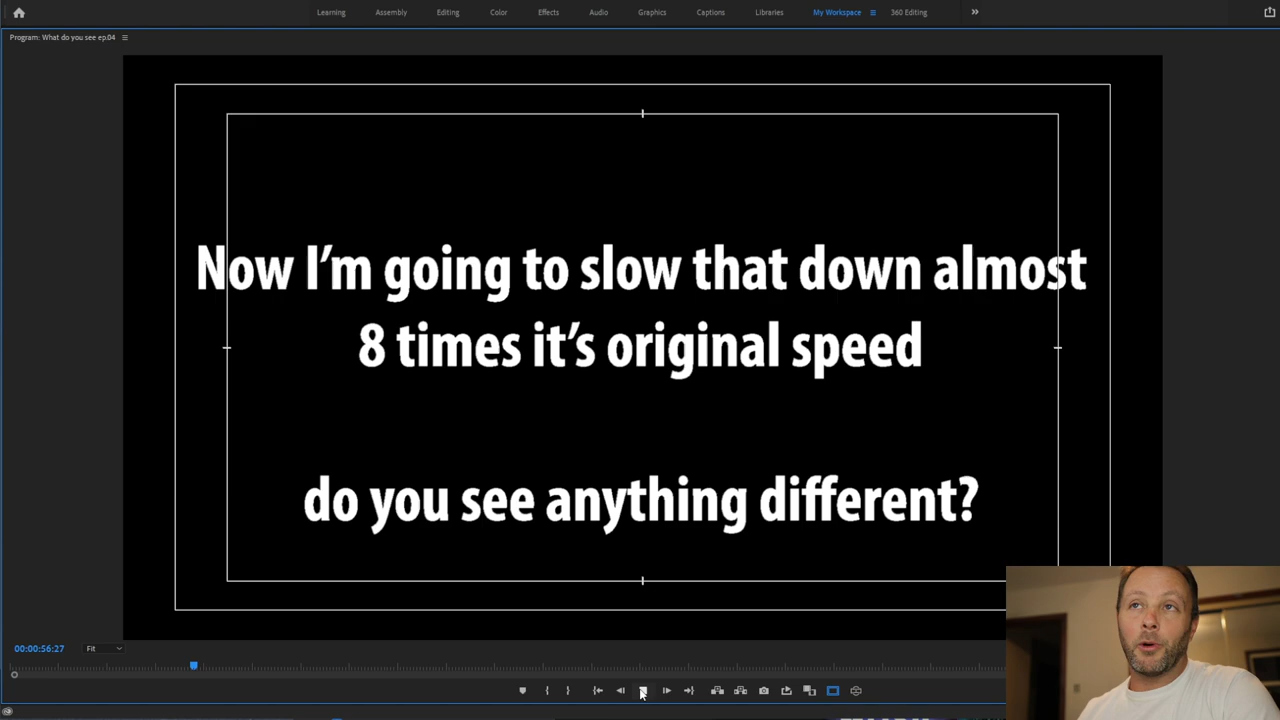 Learning Assembly Editing Color Effects Audio Graphics Captions Libraries My Workspace 360 Editing
Program: What do you see ep.04
Now I’m going to slow that down almost
8 times it’s original speed
do you see anything different?
00:00:56:27 Fit